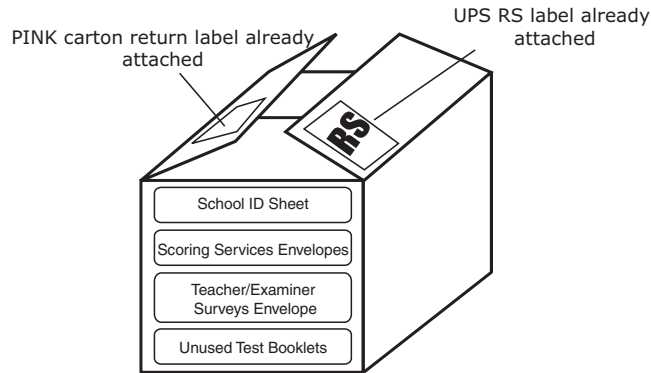 PINK carton return label already
attached
UPS RS label already
attached
RS
School ID Sheet
Scoring Services Envelopes
Teacher/Examiner
Surveys Envelope
Unused Test Booklets